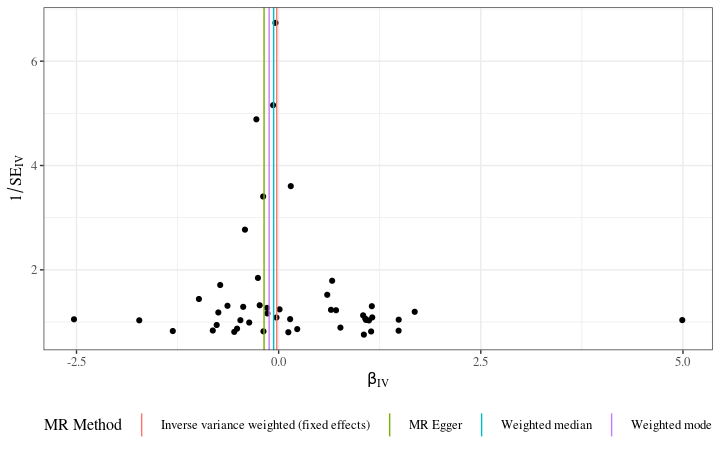 6
4
2
1/SE_IV
-2.5
0.0
2.5
5.0
β_IV
MR Method
Inverse variance weighted (fixed effects)
MR Egger
Weighted median
Weighted mode